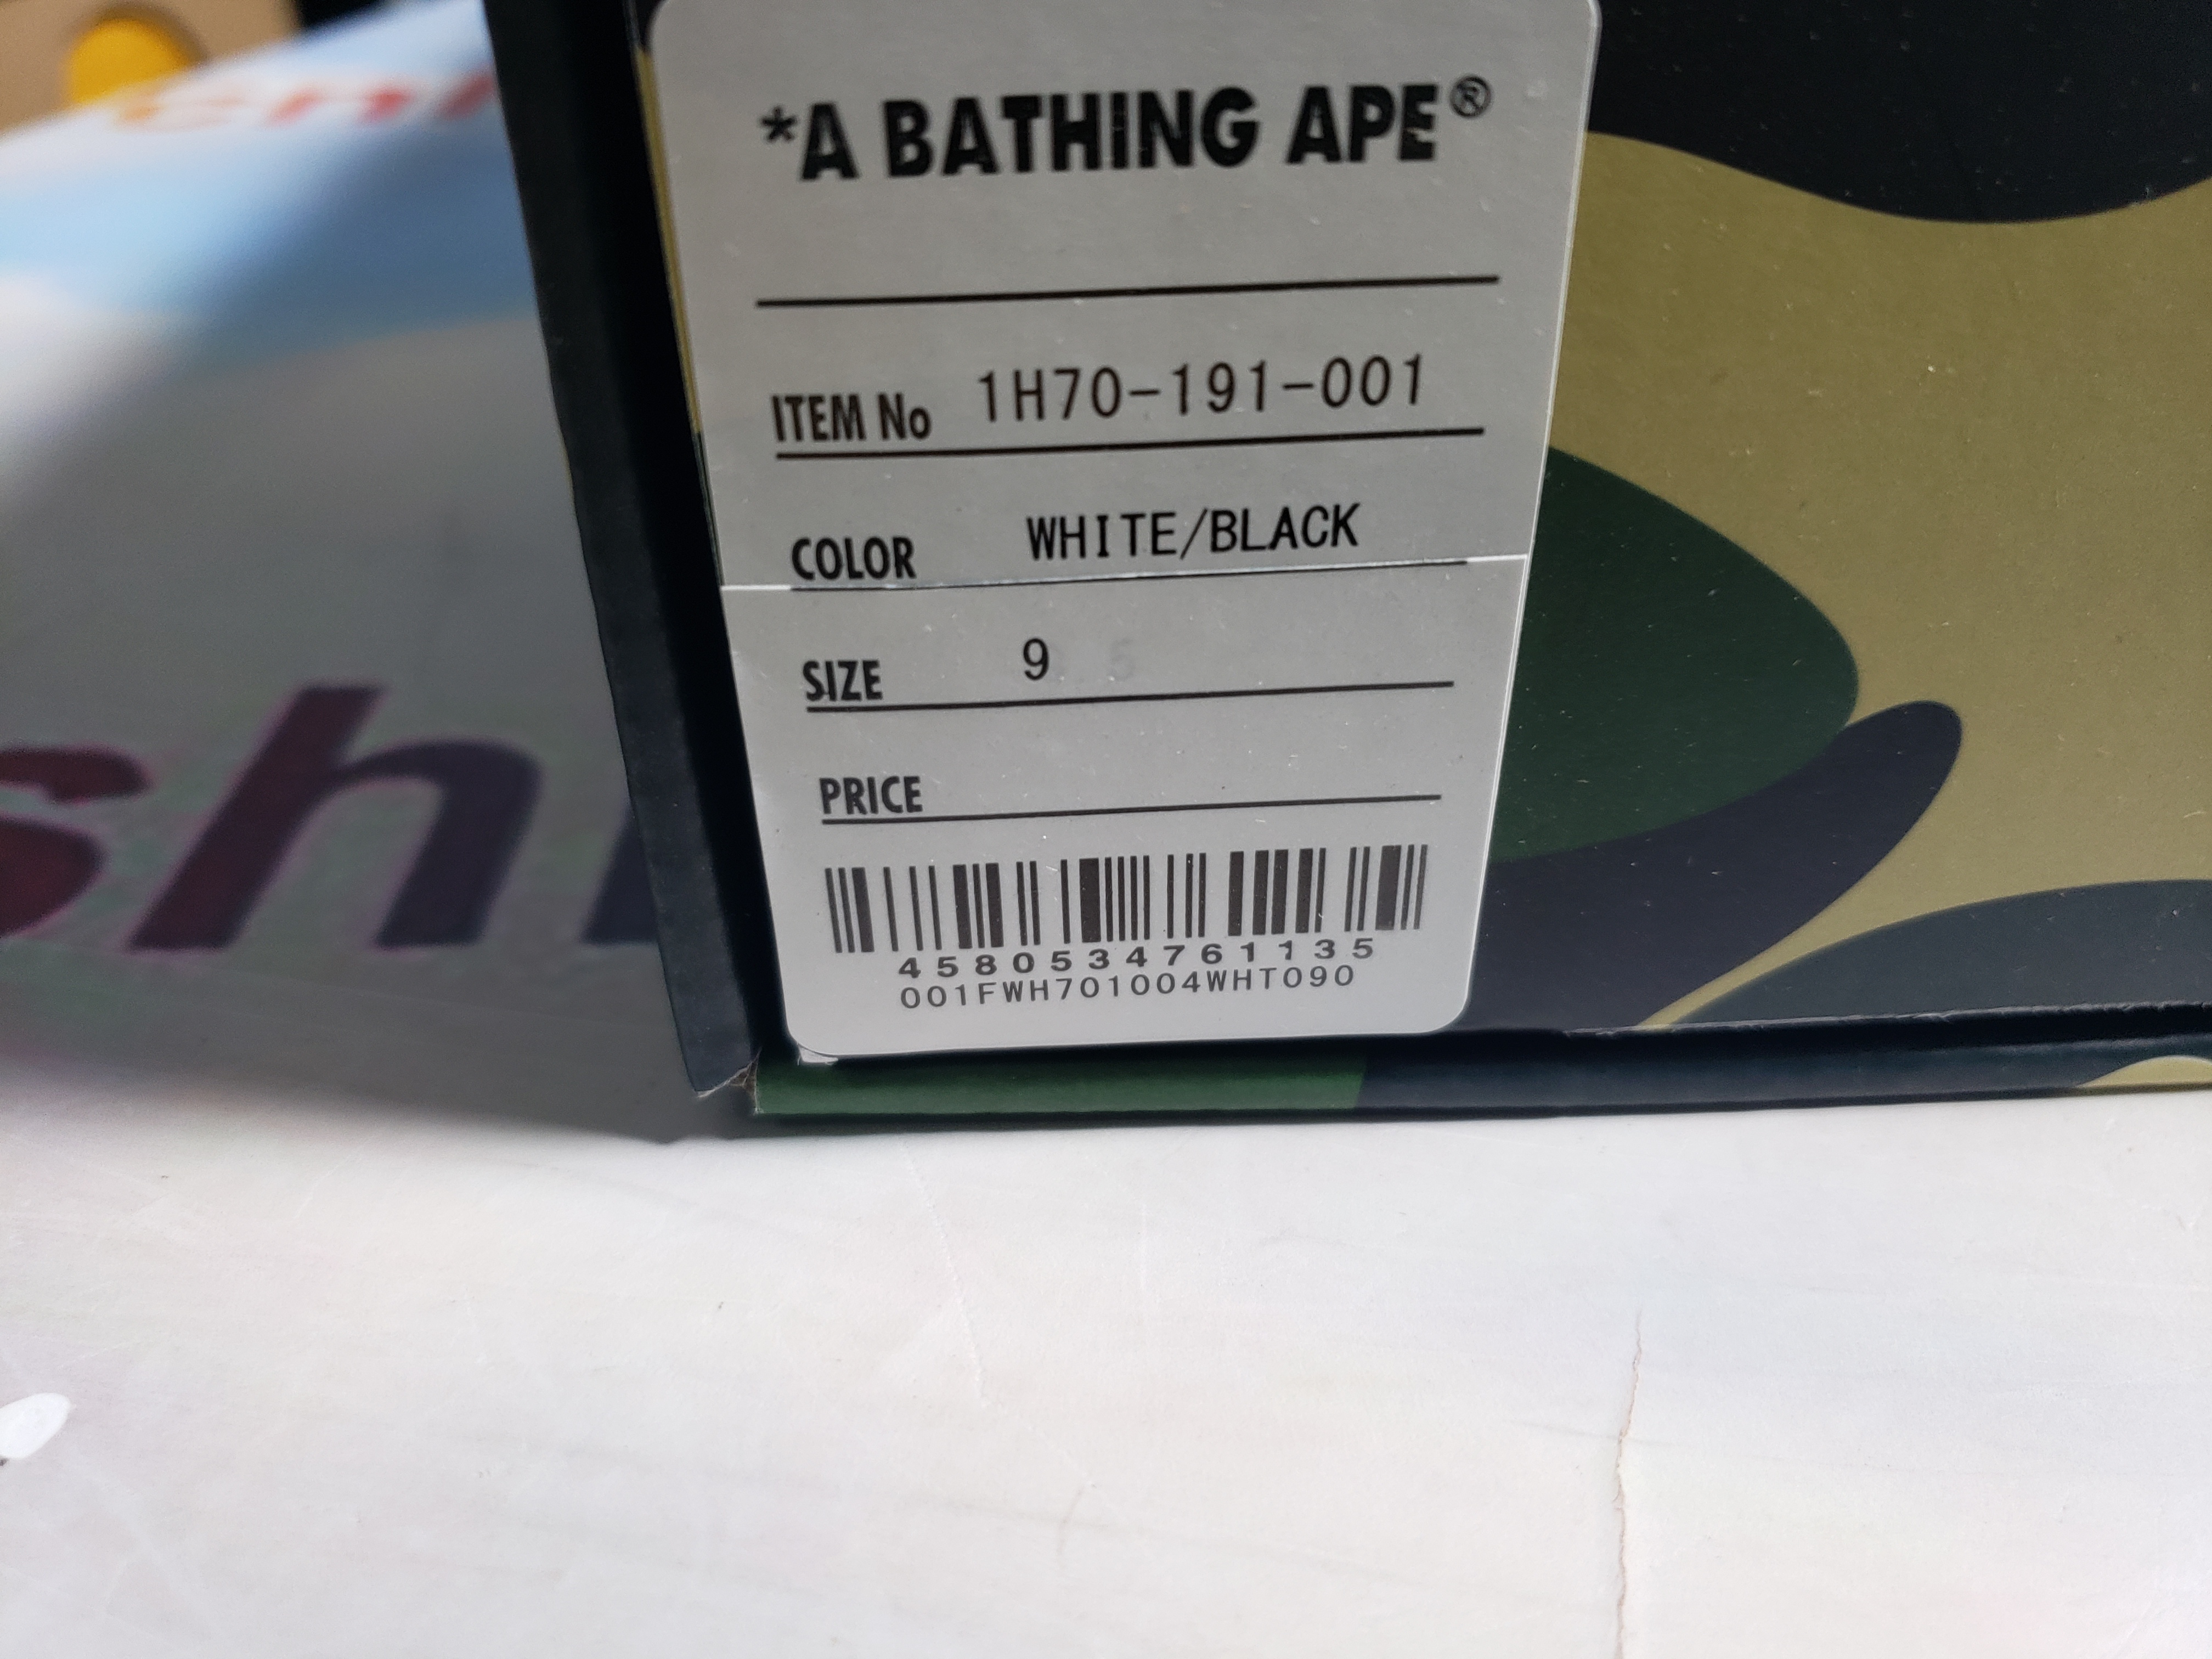 *A BATHING APE®
ITEM No 1H70-191-001
COLOR WHITE/BLACK
SIZE 9
PRICE
4580534761135
001FWH701004WHT090